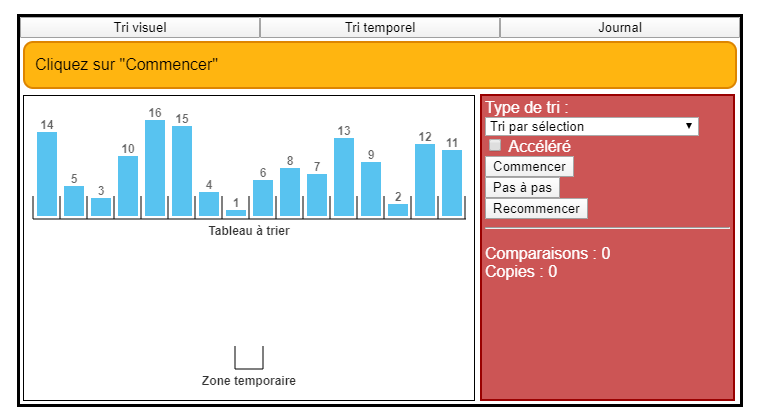 Tri visuel Tri temporel Journal
Cliquez sur "Commencer"
14 5 3 10 16 15 4 1 6 8 7 13 9 2 12 11
Tableau à trier
Zone temporaire
Type de tri :
Tri par sélection
Accéléré
Commencer
Pas à pas
Recommencer
Comparaisons : 0
Copies : 0